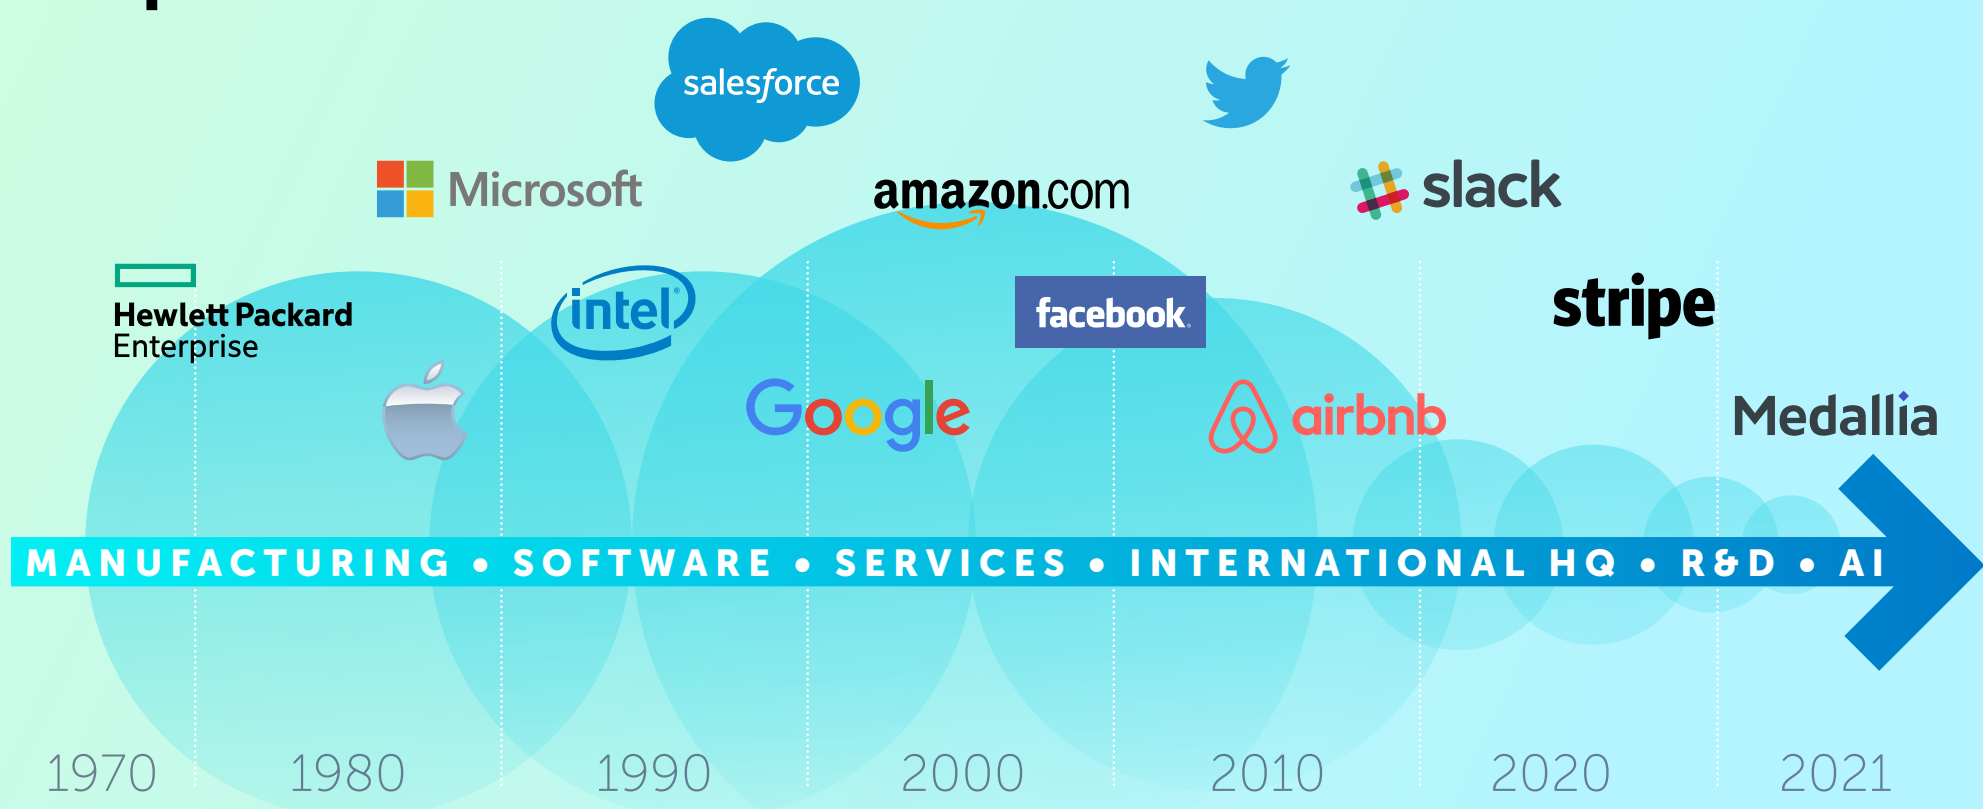 salesforce
Microsoft
amazon.com
slack
Hewlett Packard
Enterprise
intel®
facebook
stripe
Google
airbnb
Medallia
MANUFACTURING • SOFTWARE • SERVICES • INTERNATIONAL HQ • R&D • AI
1970 1980 1990 2000 2010 2020 2021